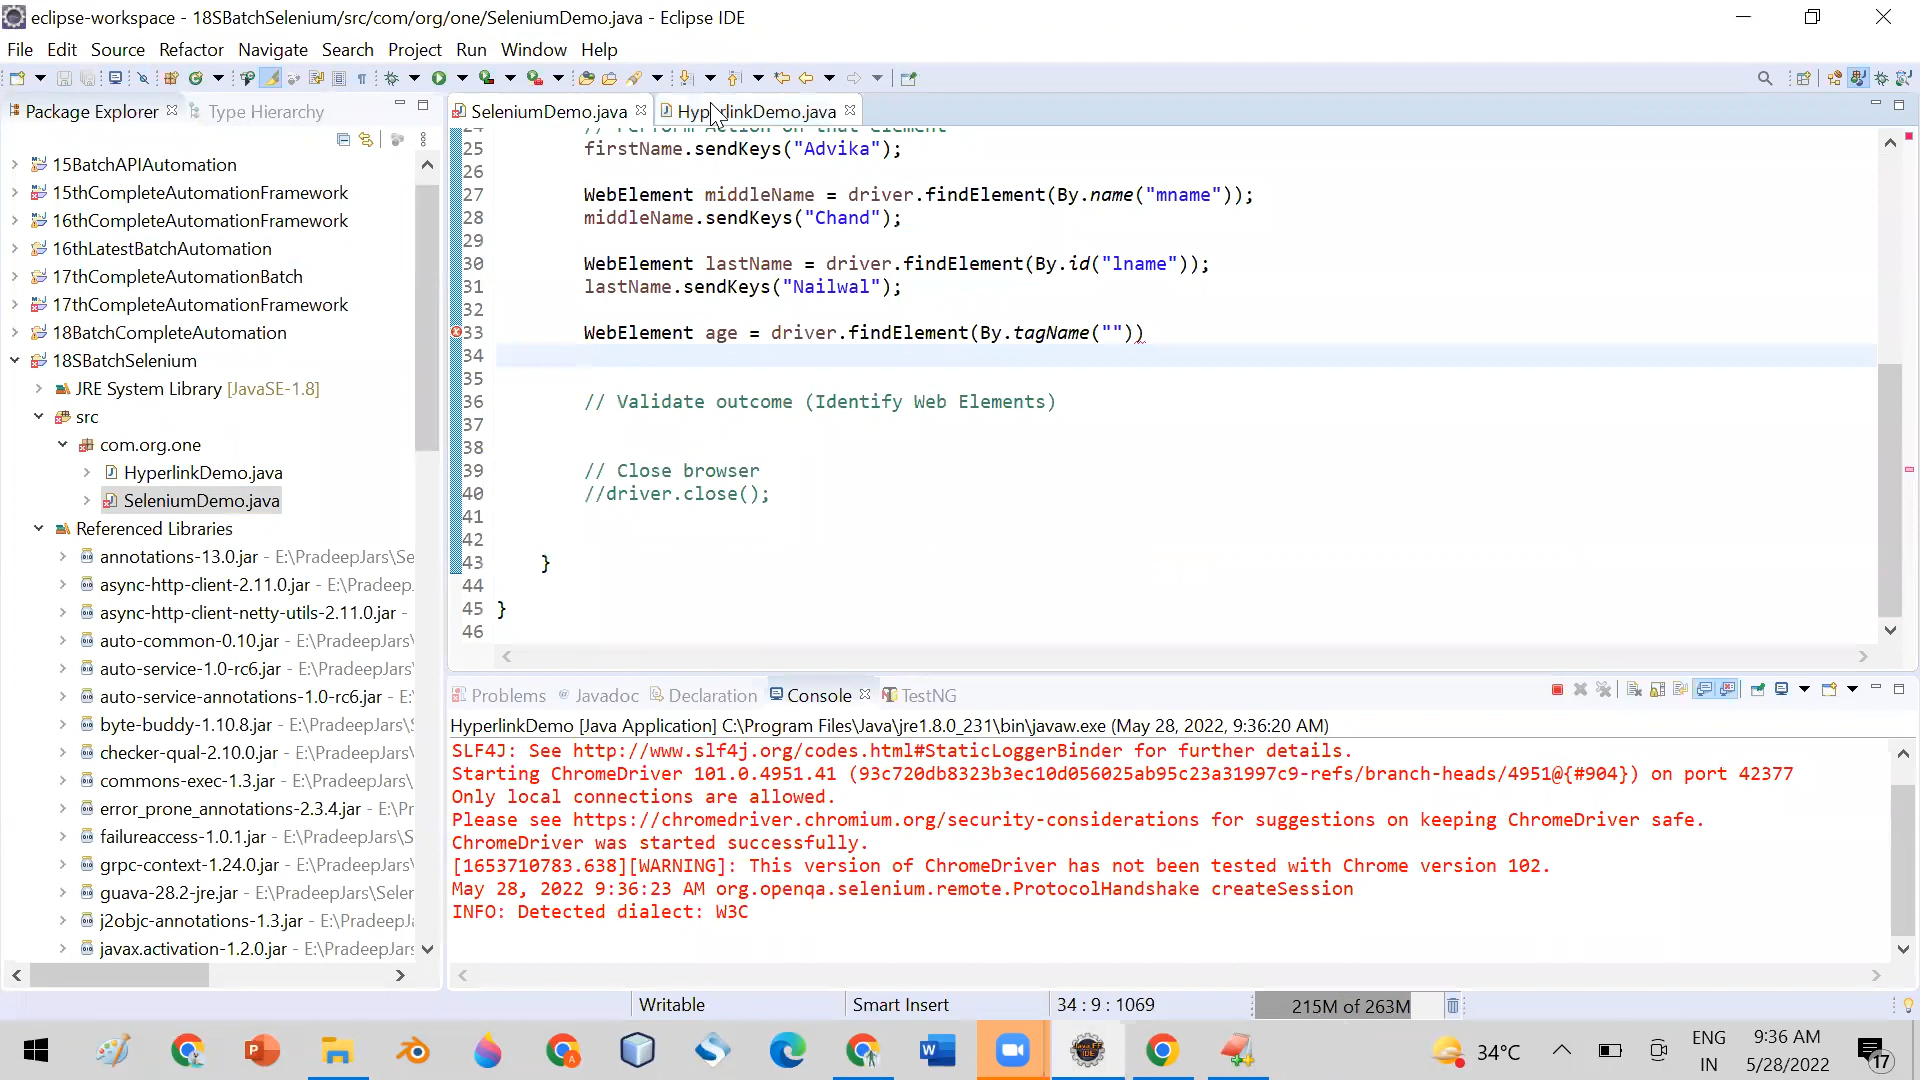 eclipse-workspace - 18SBatchSelenium/src/com/org/one/SeleniumDemo.java - Eclipse IDE
File Edit Source Refactor Navigate Search Project Run Window Help
Package Explorer
Type Hierarchy
15BatchAPIAutomation
15thCompleteAutomationFramework
16thCompleteAutomationFramework
16thLatestBatchAutomation
17thCompleteAutomationBatch
17thCompleteAutomationFramework
18BatchCompleteAutomation
18SBatchSelenium
JRE System Library [JavaSE-1.8]
src
com.org.one
HyperlinkDemo.java
SeleniumDemo.java
Referenced Libraries
annotations-13.0.jar - E:\PradeepJars\Se
async-http-client-2.11.0.jar - E:\Pradeep.
async-http-client-netty-utils-2.11.0.jar -
auto-common-0.10.jar - E:\PradeepJars\
auto-service-1.0-rc6.jar - E:\PradeepJars\
auto-service-annotations-1.0-rc6.jar - E:
byte-buddy-1.10.8.jar - E:\PradeepJars\
checker-qual-2.10.0.jar - E:\PradeepJars\
commons-exec-1.3.jar - E:\PradeepJars\
error_prone_annotations-2.3.4.jar - E:\P
failureaccess-1.0.1.jar - E:\PradeepJars\S
grpc-context-1.24.0.jar - E:\PradeepJars\
guava-28.2-jre.jar - E:\PradeepJars\Seler
j2objc-annotations-1.3.jar - E:\PradeepJ
javax.activation-1.2.0.jar - E:\PradeepJars
SeleniumDemo.java
HyperlinkDemo.java
24 // Perform Action on that element
25 firstName.sendKeys("Advika");
26
27 WebElement middleName = driver.findElement(By.name("mname"));
28 middleName.sendKeys("Chand");
29
30 WebElement lastName = driver.findElement(By.id("lname"));
31 lastName.sendKeys("Nailwal");
32
33 WebElement age = driver.findElement(By.tagName(""))
34
35
36 // Validate outcome (Identify Web Elements)
37
38
39 // Close browser
40 //driver.close();
41
42
43 }
44
45 }
46
Problems Javadoc Declaration Console TestNG
HyperlinkDemo [Java Application] C:\Program Files\Java\jre1.8.0_231\bin\javaw.exe (May 28, 2022, 9:36:20 AM)
SLF4J: See http://www.slf4j.org/codes.html#StaticLoggerBinder for further details.
Starting ChromeDriver 101.0.4951.41 (93c720db8323b3ec10d056025ab95c23a31997c9-refs/branch-heads/4951@{#904}) on port 42377
Only local connections are allowed.
Please see https://chromedriver.chromium.org/security-considerations for suggestions on keeping ChromeDriver safe.
ChromeDriver was started successfully.
[1653710783.638][WARNING]: This version of ChromeDriver has not been tested with Chrome version 102.
May 28, 2022 9:36:23 AM org.openqa.selenium.remote.ProtocolHandshake createSession
INFO: Detected dialect: W3C
Writable
Smart Insert
34 : 9 : 1069
215M of 263M
34°C
ENG
IN
9:36 AM
5/28/2022
17